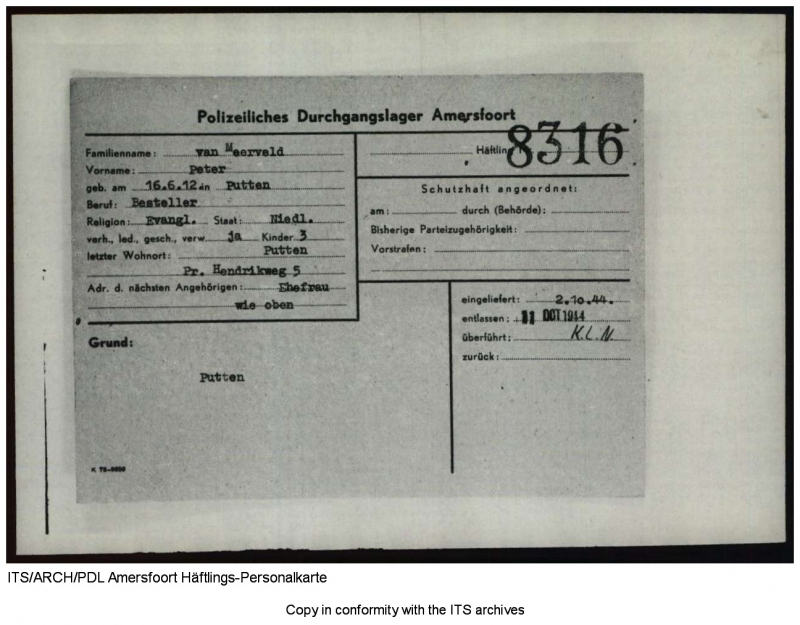 Polizeiliches Durchgangslager Amersfoort
Familienname: van Meerveld
Vorname: Peter
geb. am 16.6.12 in Putten
Beruf: Besteller
Religion: Evangl. Staat: Niedl.
verh., led., gesch., verw. ja Kinder 3
letzter Wohnort: Putten
Pr. Hendrikweg 5
Adr. d. nächsten Angehörigen: Ehefrau
wie oben
Häftling 8316
Schutzhaft angeordnet:
am: durch (Behörde):
Bisherige Parteizugehörigkeit:
Vorstrafen:
Grund:
Putten
eingeliefert: 2.10.44.
entlassen: 11 OCT 1944
überführt: K.L.N.
zurück:
ITS/ARCH/PDL Amersfoort Häftlings-Personalkarte
Copy in conformity with the ITS archives